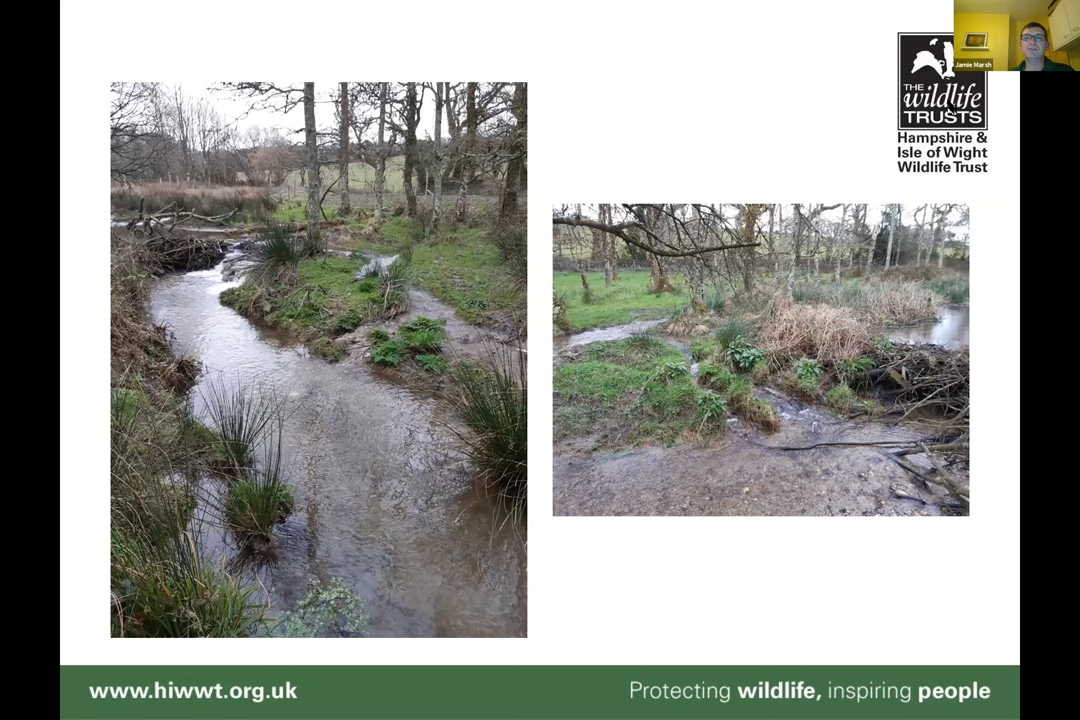 Jamie Marsh
THE
wildlife
TRUSTS
Hampshire &
Isle of Wight
Wildlife Trust
www.hiwwt.org.uk
Protecting wildlife, inspiring people